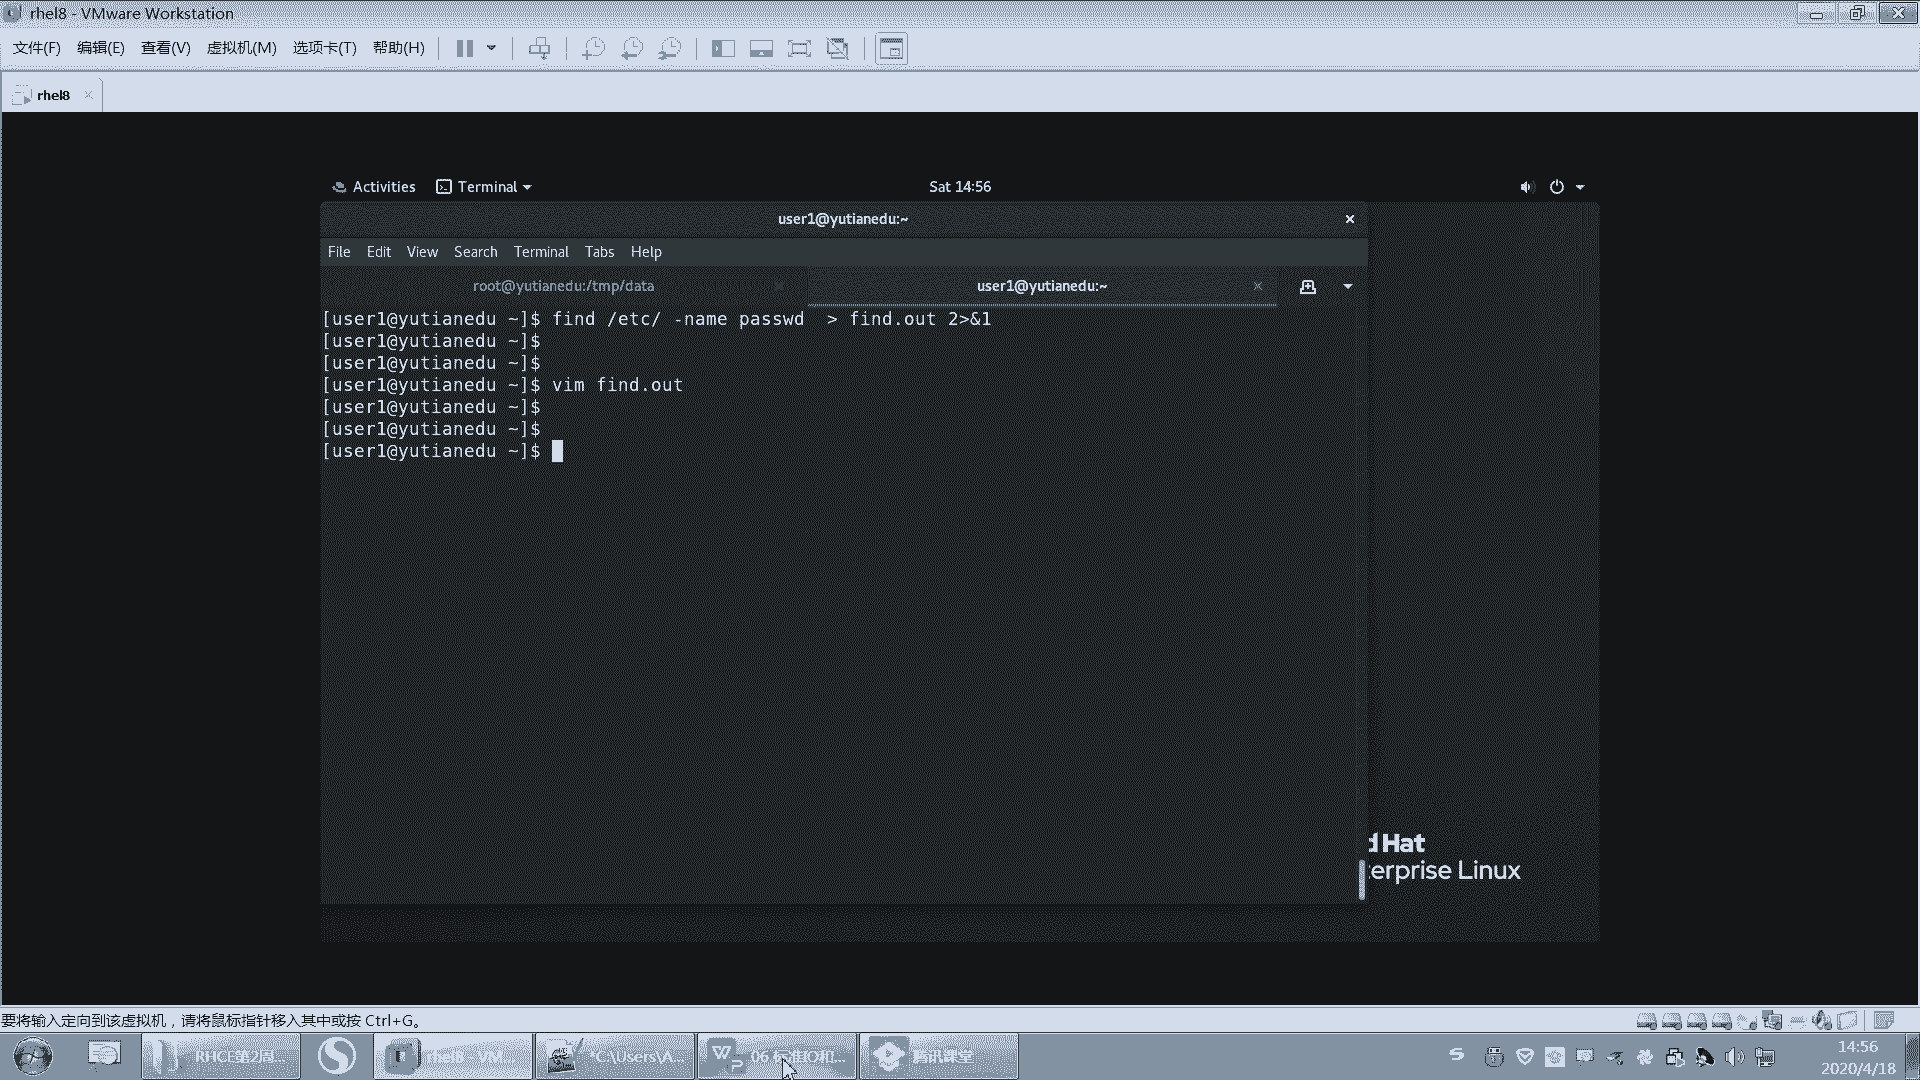 rhel8 - VMware Workstation
文件(F) 编辑(E) 查看(V) 虚拟机(M) 选项卡(T) 帮助(H)
rhel8
Activities Terminal Sat 14:56
user1@yutianedu:~
File Edit View Search Terminal Tabs Help
root@yutianedu:/tmp/data user1@yutianedu:~
[user1@yutianedu ~]$ find /etc/ -name passwd  > find.out 2>&1
[user1@yutianedu ~]$
[user1@yutianedu ~]$
[user1@yutianedu ~]$ vim find.out
[user1@yutianedu ~]$
[user1@yutianedu ~]$
[user1@yutianedu ~]$
d Hat
erprise Linux
要将输入定向到该虚拟机，请将鼠标指针移入其中或按 Ctrl+G。
RHCE第2周... rhel8 - VM... *C:\Users\A... 06 标准IO和... 腾讯课堂
14:56
2020/4/18